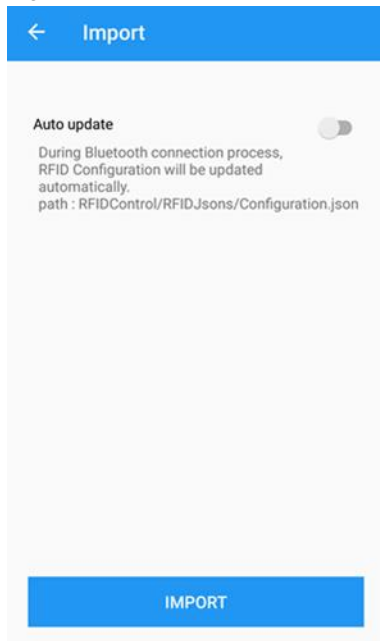 Import
Auto update
During Bluetooth connection process,
RFID Configuration will be updated
automatically.
path : RFIDControl/RFIDJsons/Configuration.json
IMPORT